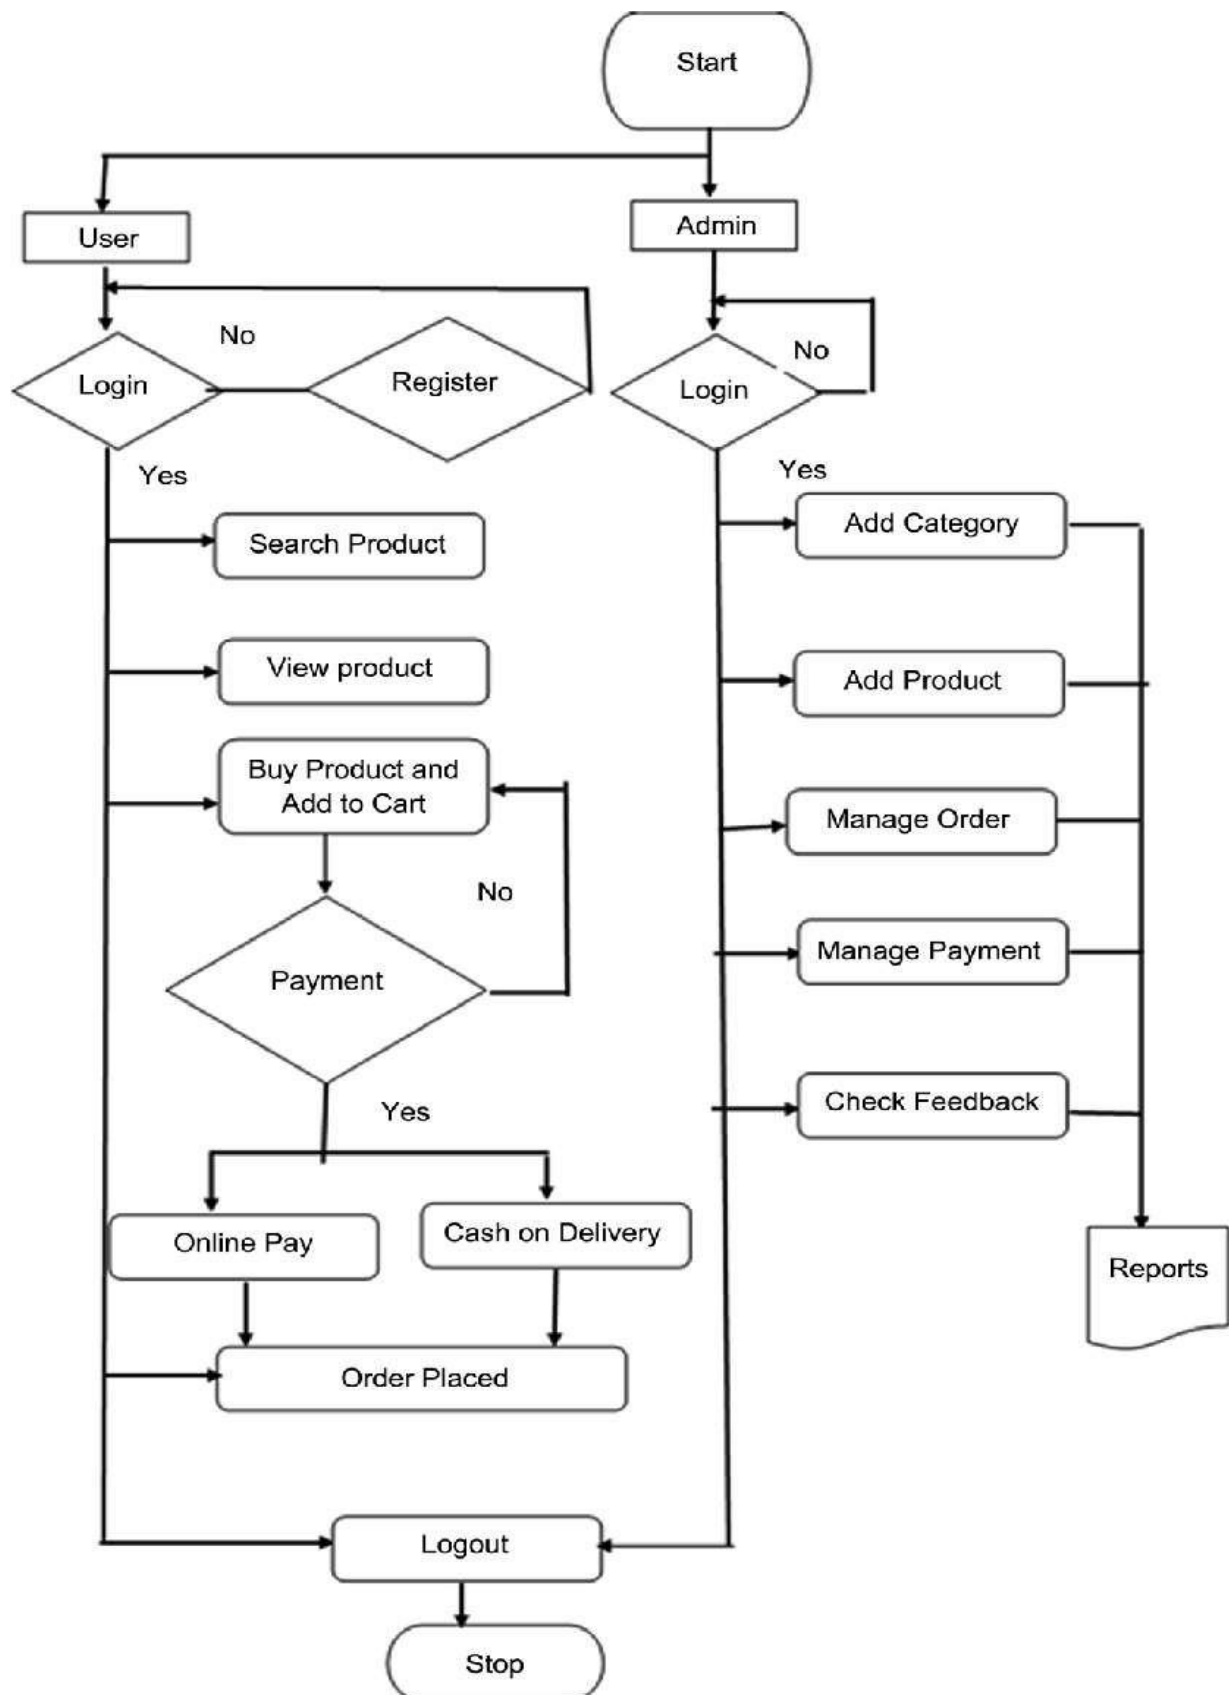 Start
User
Admin
No
Login
Register
No
Login
Yes
Yes
Search Product
Add Category
View product
Add Product
Buy Product and
Add to Cart
Manage Order
No
Payment
Manage Payment
Yes
Check Feedback
Online Pay
Cash on Delivery
Reports
Order Placed
Logout
Stop